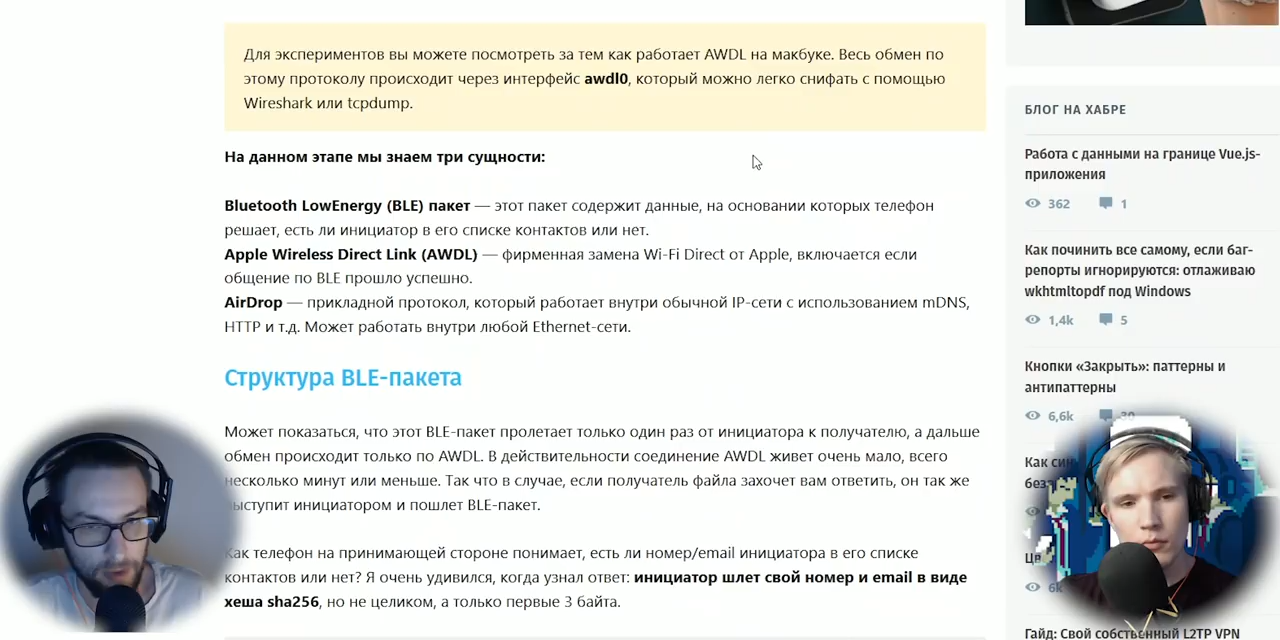 Для экспериментов вы можете посмотреть за тем как работает AWDL на макбуке. Весь обмен по
этому протоколу происходит через интерфейс awdl0, который можно легко снифать с помощью
Wireshark или tcpdump.
На данном этапе мы знаем три сущности:
Bluetooth LowEnergy (BLE) пакет — этот пакет содержит данные, на основании которых телефон
решает, есть ли инициатор в его списке контактов или нет.
Apple Wireless Direct Link (AWDL) — фирменная замена Wi-Fi Direct от Apple, включается если
общение по BLE прошло успешно.
AirDrop — прикладной протокол, который работает внутри обычной IP-сети с использованием mDNS,
HTTP и т.д. Может работать внутри любой Ethernet-сети.
Структура BLE-пакета
Может показаться, что этот BLE-пакет пролетает только один раз от инициатора к получателю, а дальше
обмен происходит только по AWDL. В действительности соединение AWDL живет очень мало, всего
несколько минут или меньше. Так что в случае, если получатель файла захочет вам ответить, он так же
выступит инициатором и пошлет BLE-пакет.
Как телефон на принимающей стороне понимает, есть ли номер/email инициатора в его списке
контактов или нет? Я очень удивился, когда узнал ответ: инициатор шлет свой номер и email в виде
хеша sha256, но не целиком, а только первые 3 байта.
БЛОГ НА ХАБРЕ
Работа с данными на границе Vue.js-
приложения
362 1
Как починить все самому, если баг-
репорты игнорируются: отлаживаю
wkhtmltopdf под Windows
1,4k 5
Кнопки «Закрыть»: паттерны и
антипаттерны
6,6k 30
Как
без
6k
Гайд: Свой собственный L2TP VPN